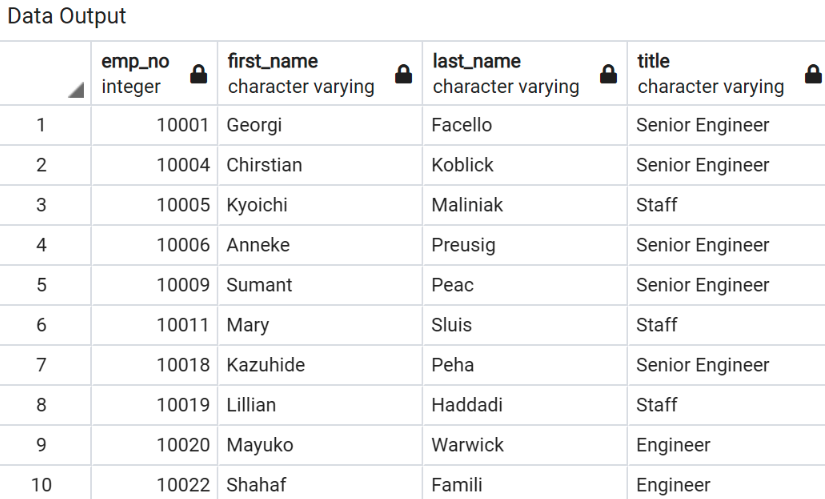 Data Output
emp_no first_name last_name title
integer character varying character varying character varying
1 10001 Georgi Facello Senior Engineer
2 10004 Chirstian Koblick Senior Engineer
3 10005 Kyoichi Maliniak Staff
4 10006 Anneke Preusig Senior Engineer
5 10009 Sumant Peac Senior Engineer
6 10011 Mary Sluis Staff
7 10018 Kazuhide Peha Senior Engineer
8 10019 Lillian Haddadi Staff
9 10020 Mayuko Warwick Engineer
10 10022 Shahaf Famili Engineer